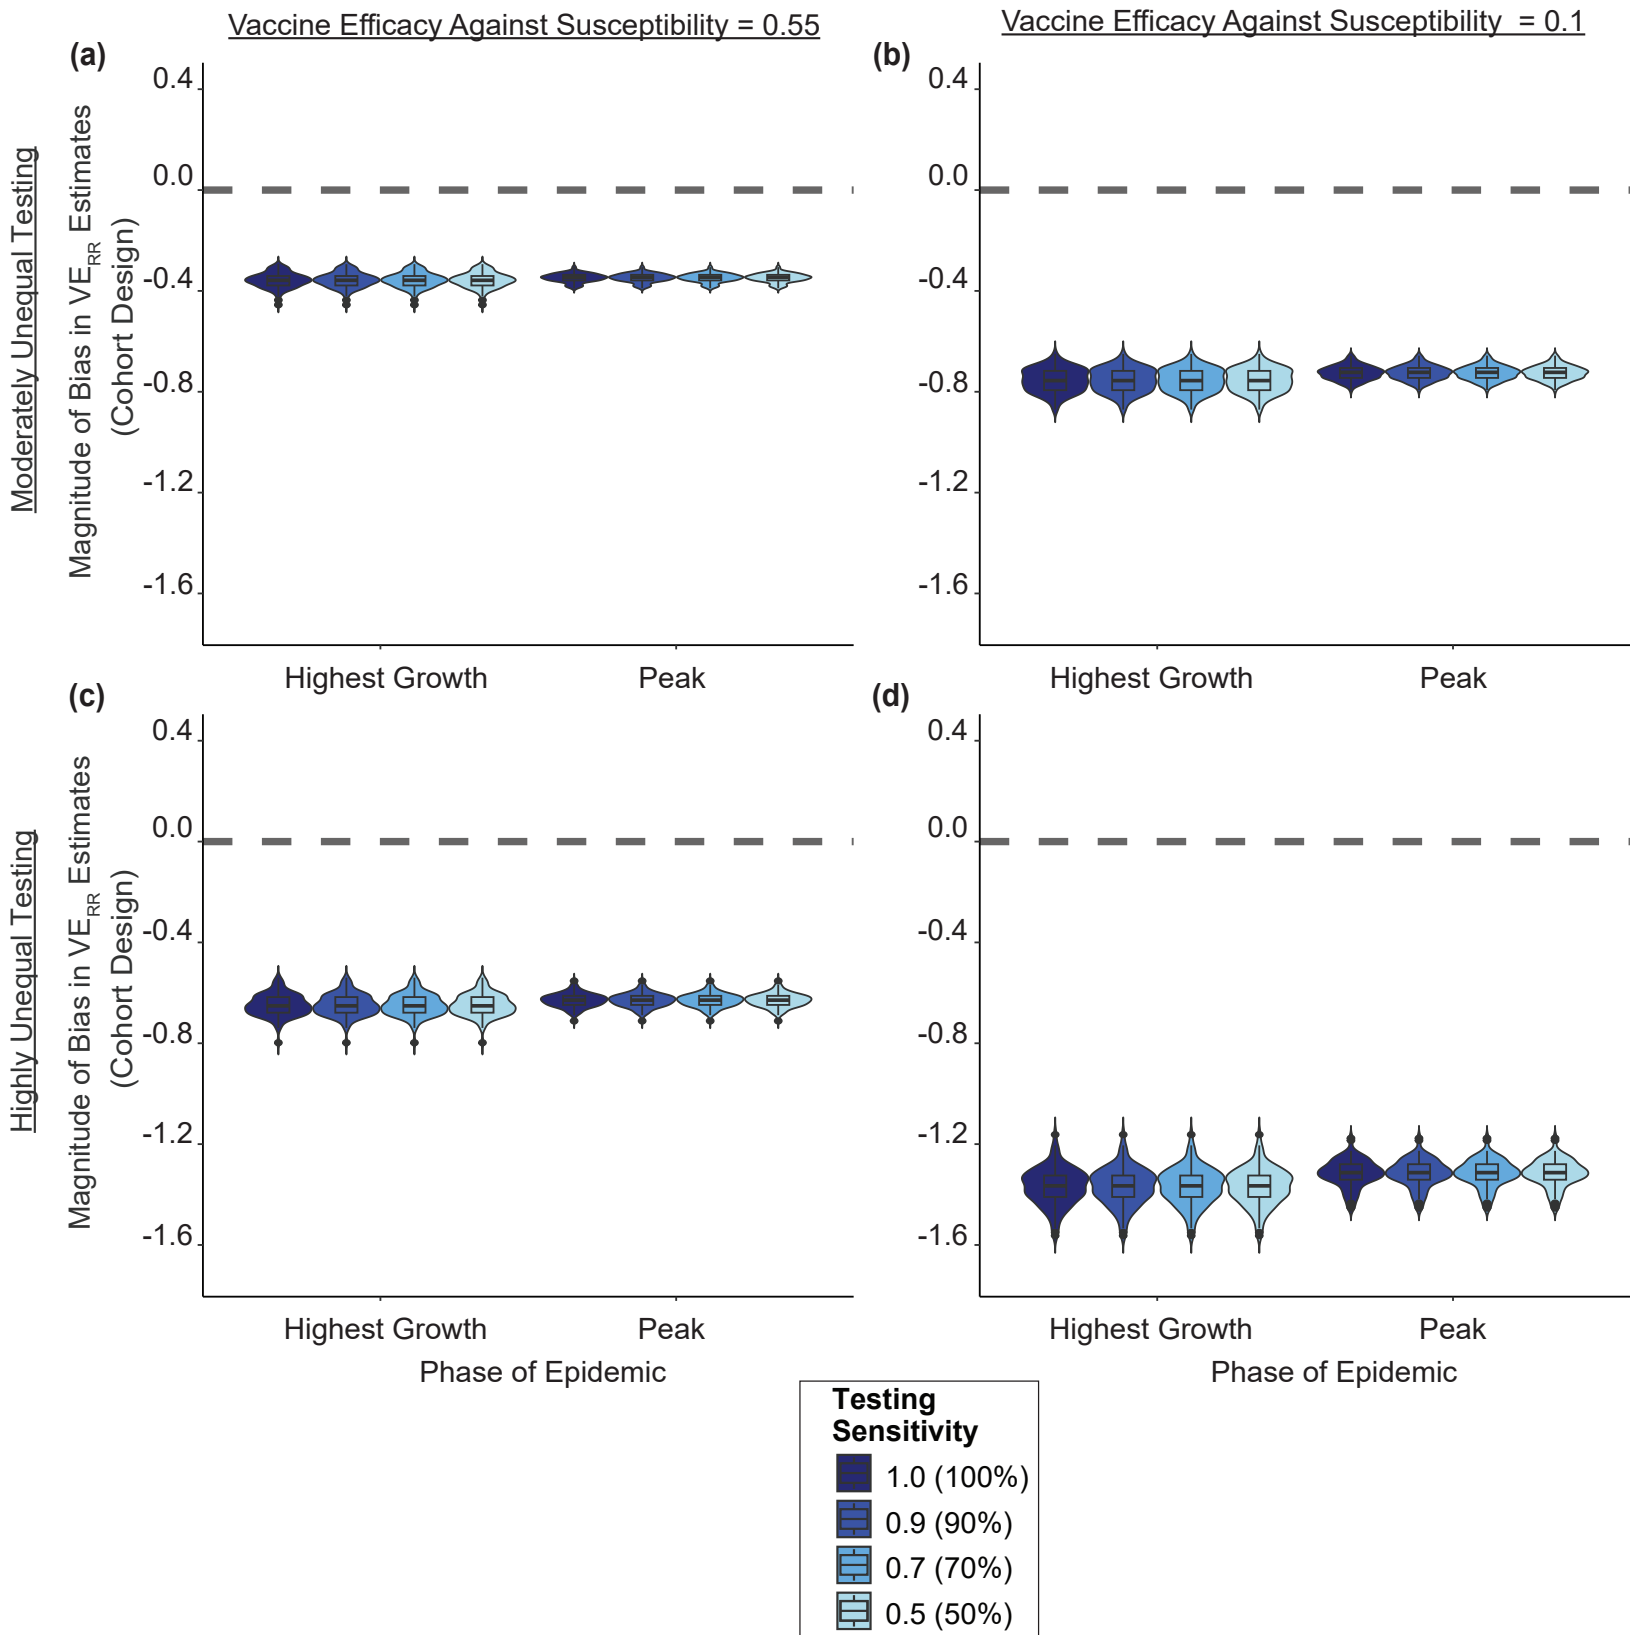 Vaccine Efficacy Against Susceptibility = 0.55
Vaccine Efficacy Against Susceptibility = 0.1
Moderately Unequal Testing
(a)
Magnitude of Bias in VE_RR Estimates
(Cohort Design)
0.4
0.0
-0.4
-0.8
-1.2
-1.6
Highest Growth
Peak
(b)
0.4
0.0
-0.4
-0.8
-1.2
-1.6
Highest Growth
Peak
Highly Unequal Testing
(c)
Magnitude of Bias in VE_RR Estimates
(Cohort Design)
0.4
0.0
-0.4
-0.8
-1.2
-1.6
Highest Growth
Peak
Phase of Epidemic
(d)
0.4
0.0
-0.4
-0.8
-1.2
-1.6
Highest Growth
Peak
Phase of Epidemic
Testing
Sensitivity
1.0 (100%)
0.9 (90%)
0.7 (70%)
0.5 (50%)